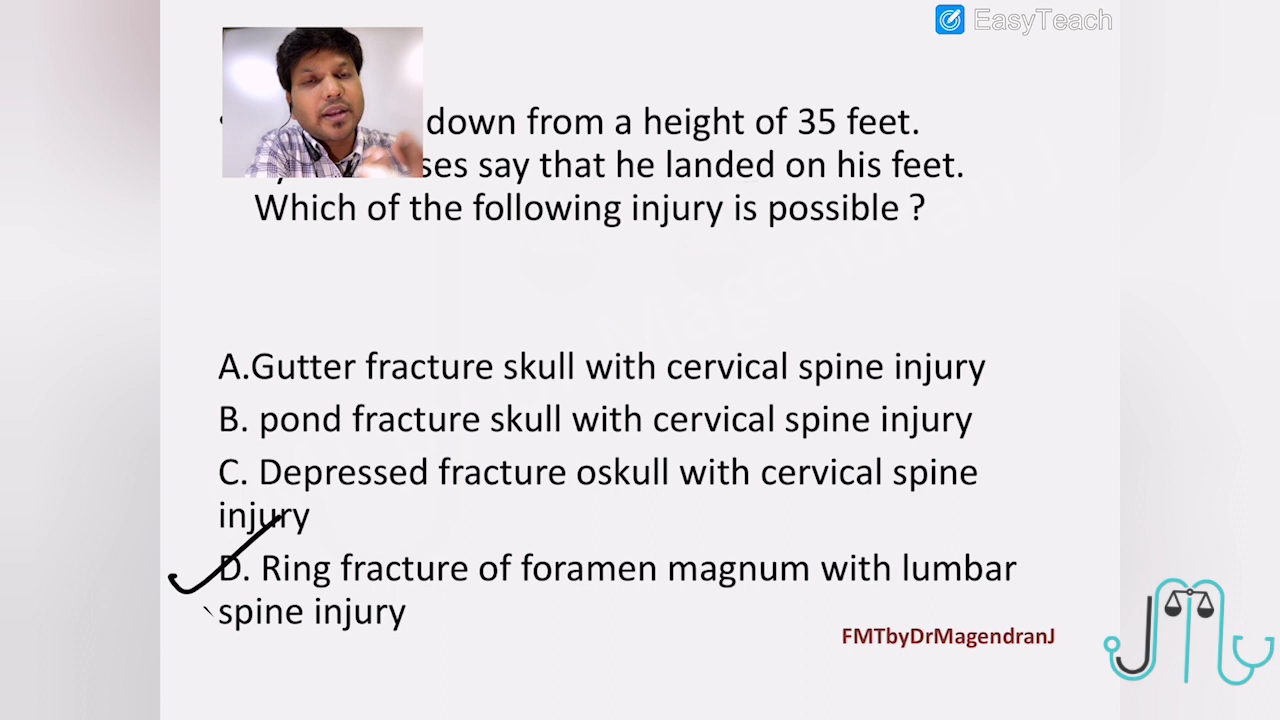 EasyTeach
down from a height of 35 feet.
say that he landed on his feet.
Which of the following injury is possible ?
A.Gutter fracture skull with cervical spine injury
B. pond fracture skull with cervical spine injury
C. Depressed fracture oskull with cervical spine
injury
D. Ring fracture of foramen magnum with lumbar
spine injury
FMTbyDrMagendranJ